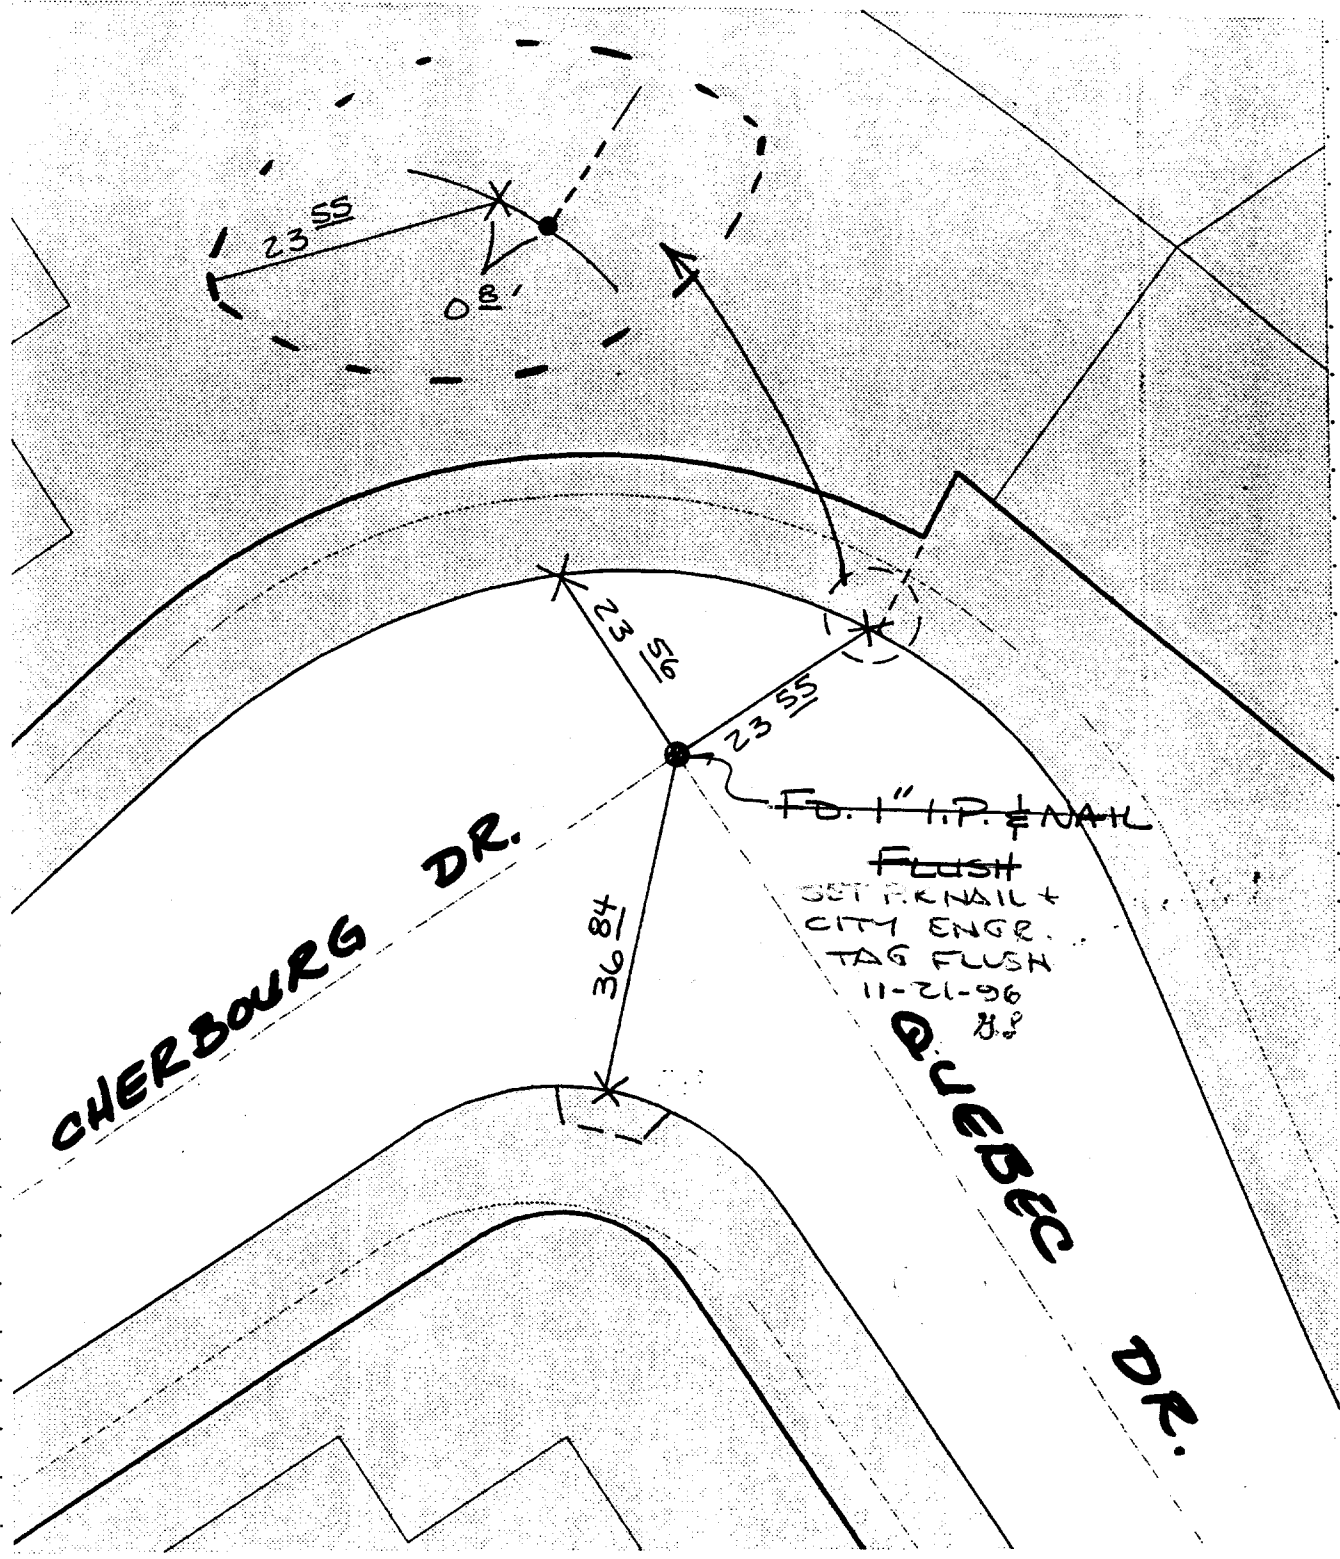 23 55
0 8'
23 56
23 55
FD. 1" I.P. & NAIL
FLUSH
SET P.K NAIL +
CITY ENGR.
TAG FLUSH
11-21-96
36 84
CHERBOURG DR.
QUEBEC DR.